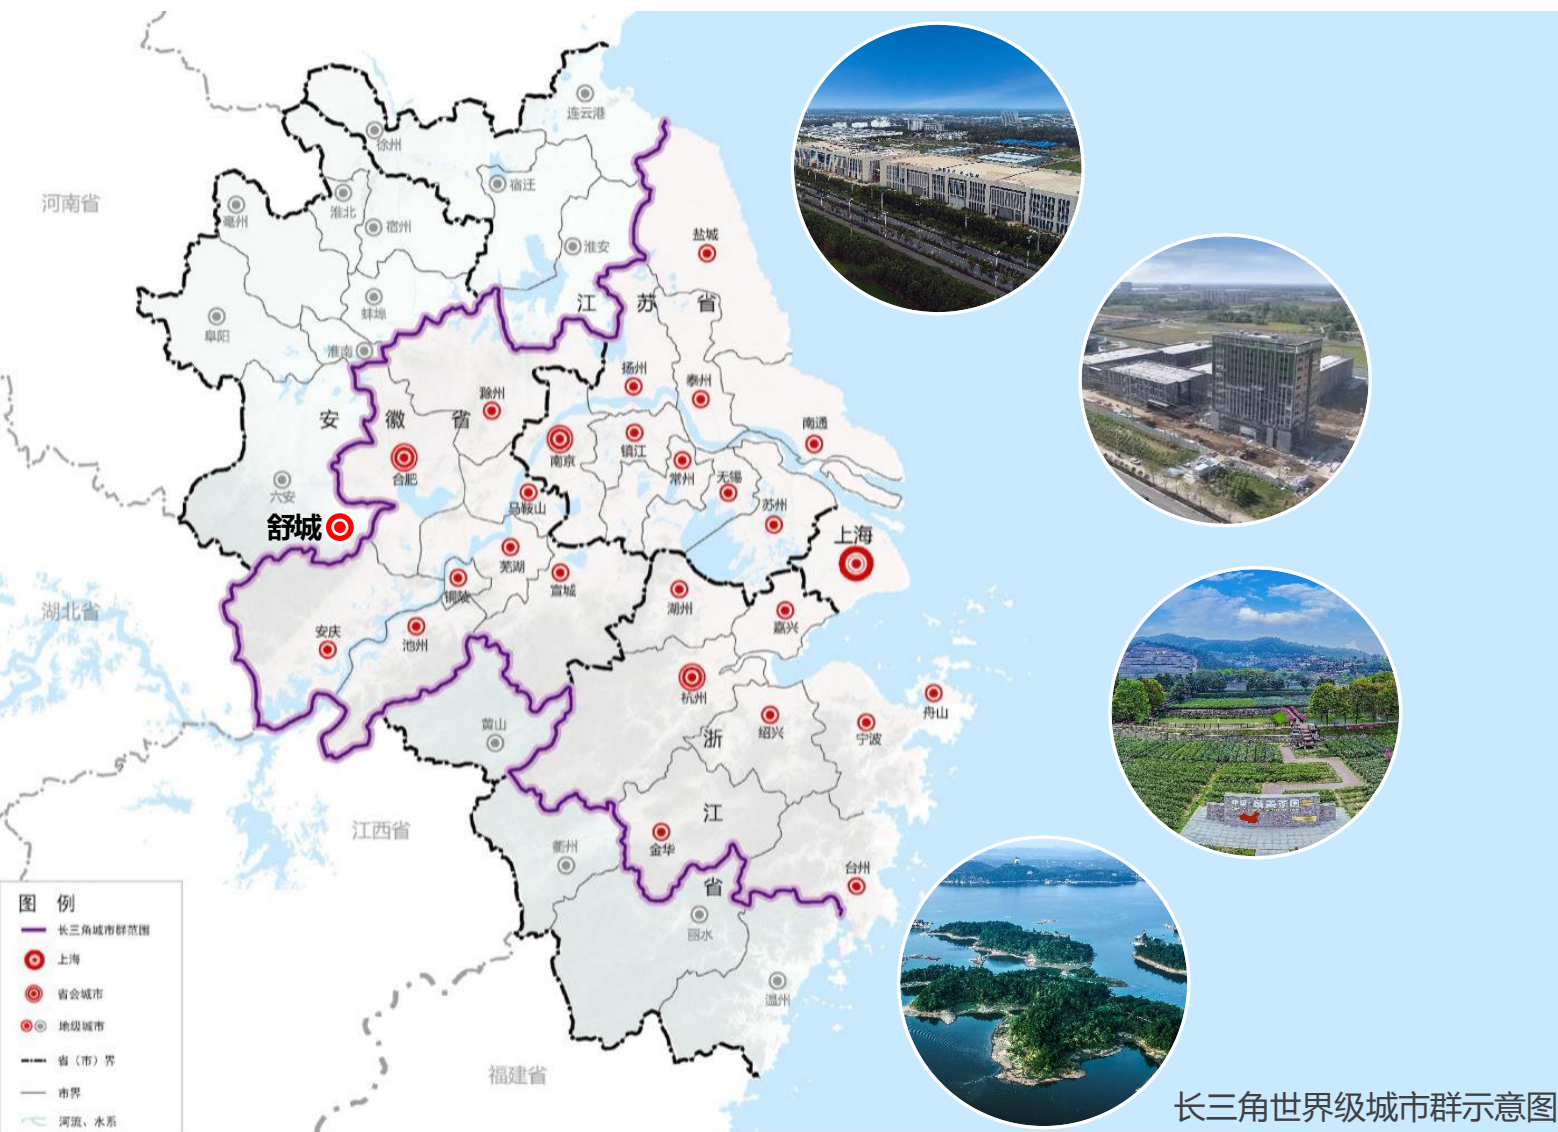 连云港
徐州
宿迁
河南省
亳州
淮北
宿州
盐城
淮安
江苏省
蚌埠
阜阳
淮南
扬州
泰州
滁州
安徽省
南通
镇江
南京
常州
无锡
合肥
六安
马鞍山
苏州
舒城
上海
芜湖
铜陵
宣城
湖州
湖北省
嘉兴
安庆
池州
杭州
舟山
黄山
绍兴
宁波
浙
江
省
江西省
衢州
金华
台州
丽水
温州
福建省
图 例
长三角城市群范围
上海
省会城市
地级城市
省（市）界
市界
河流、水系
长三角世界级城市群示意图